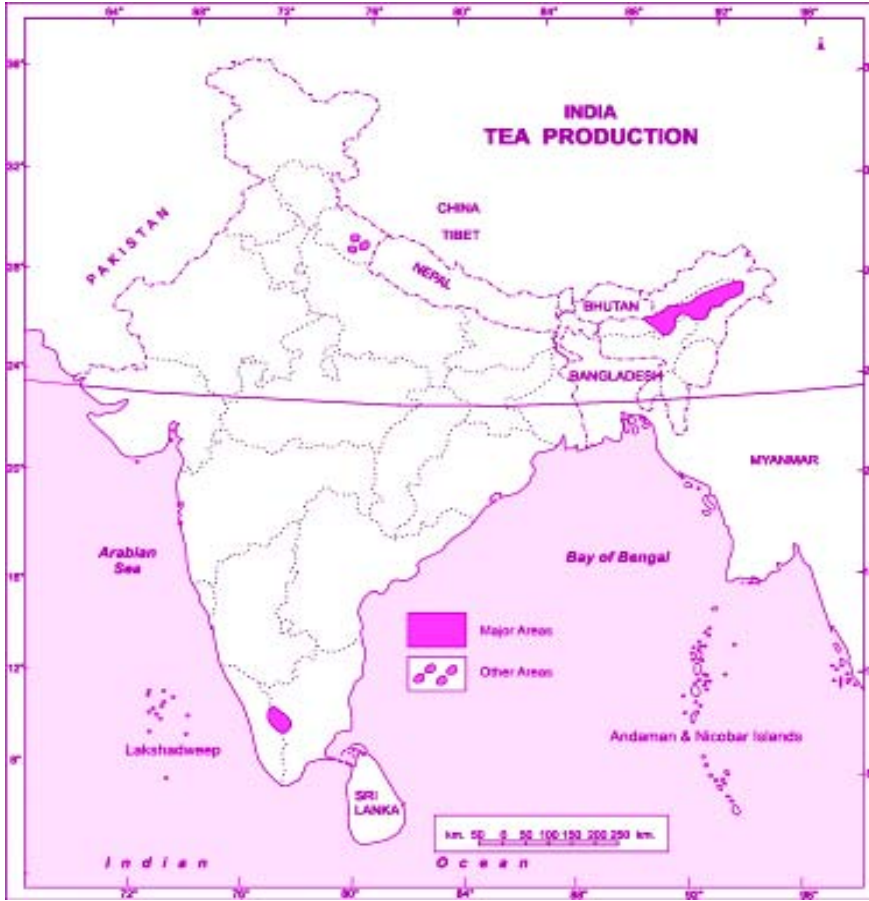 64° 68° 72° 76° 80° 84° 88° 92° 96°
36°
INDIA
TEA PRODUCTION
32°
CHINA
TIBET
PAKISTAN
28°
NEPAL
BHUTAN
24°
BANGLADESH
MYANMAR
20°
Arabian
Sea
Bay of Bengal
16°
Major Areas
12°
Other Areas
Lakshadweep
Andaman & Nicobar Islands
8°
SRI
LANKA
km. 50 0 50 100 150 200 250 km.
Indian Ocean
72° 76° 80° 84° 88° 92° 96°